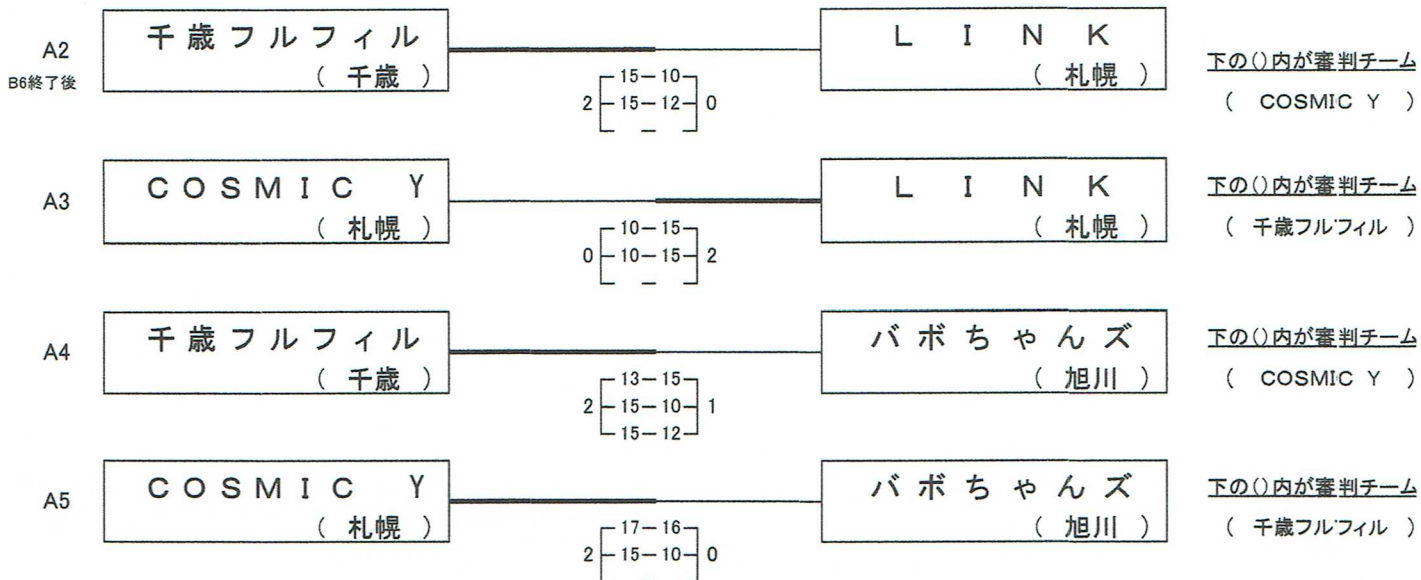 A2
B6終了後
千歳フルフィル
( 千歳 )
15-10
2 15-12 0
- -
LINK
( 札幌 )
下の()内が審判チーム
( COSMIC Y )
A3
COSMIC Y
( 札幌 )
10-15
0 10-15 2
- -
LINK
( 札幌 )
下の()内が審判チーム
( 千歳フルフィル )
A4
千歳フルフィル
( 千歳 )
13-15
2 15-10 1
15-12
バボちゃんズ
( 旭川 )
下の()内が審判チーム
( COSMIC Y )
A5
COSMIC Y
( 札幌 )
17-16
2 15-10 0
バボちゃんズ
( 旭川 )
下の()内が審判チーム
( 千歳フルフィル )